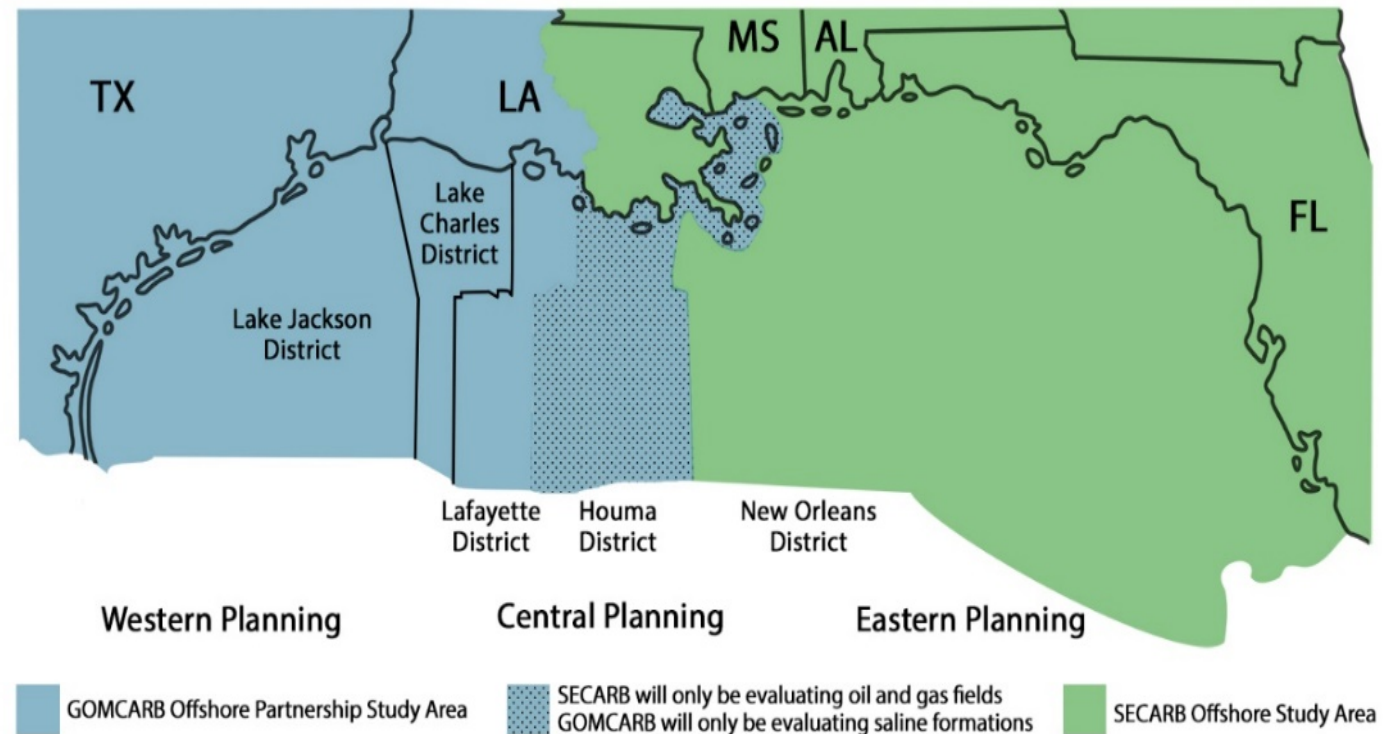 MS
AL
TX
LA
Lake
Charles
District
FL
Lake Jackson
District
Lafayette
District
Houma
District
New Orleans
District
Western Planning
Central Planning
Eastern Planning
GOMCARB Offshore Partnership Study Area
SECARB will only be evaluating oil and gas fields
GOMCARB will only be evaluating saline formations
SECARB Offshore Study Area